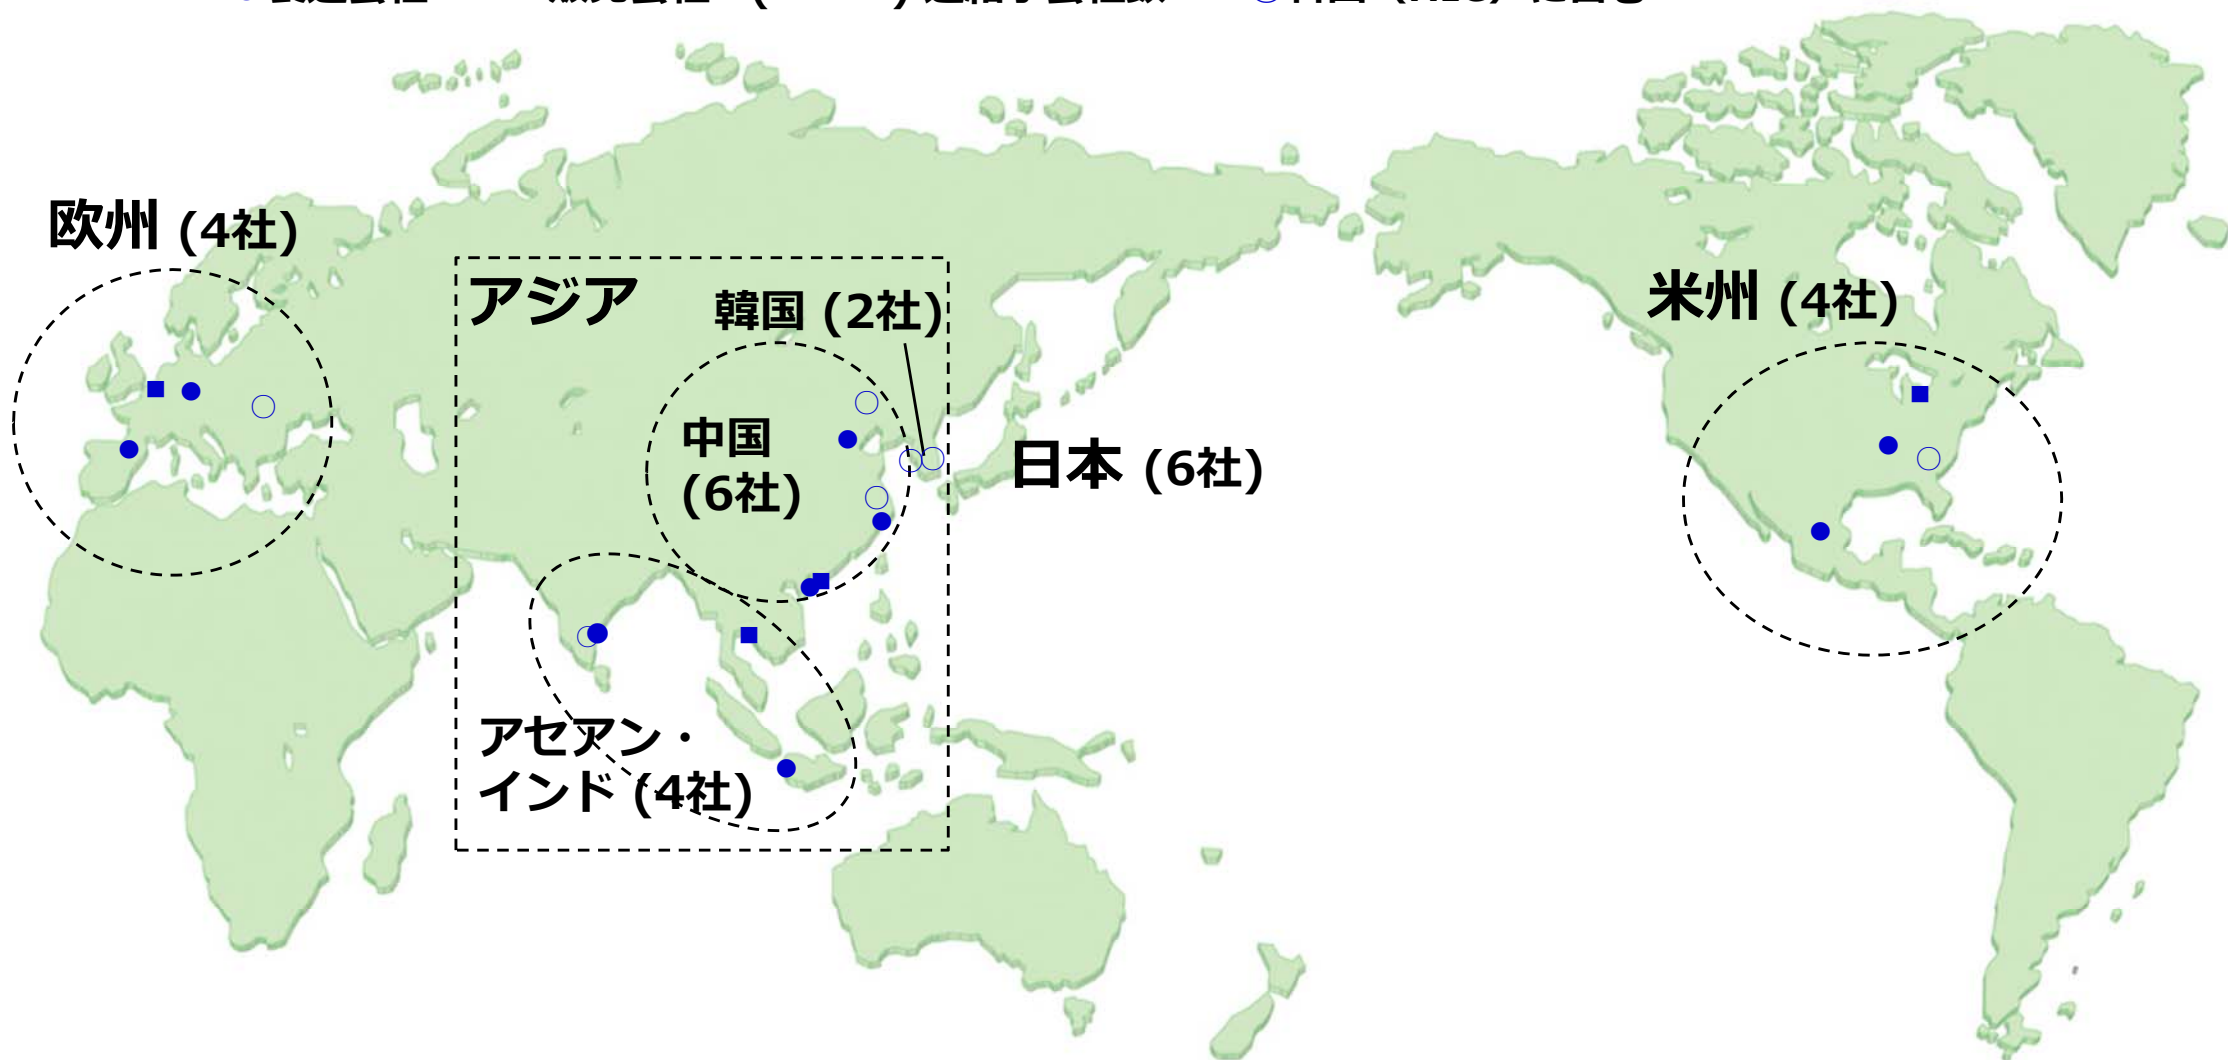 欧州 (4社)
アジア
韓国 (2社)
米州 (4社)
中国
(6社)
日本 (6社)
アセアン・
インド (4社)